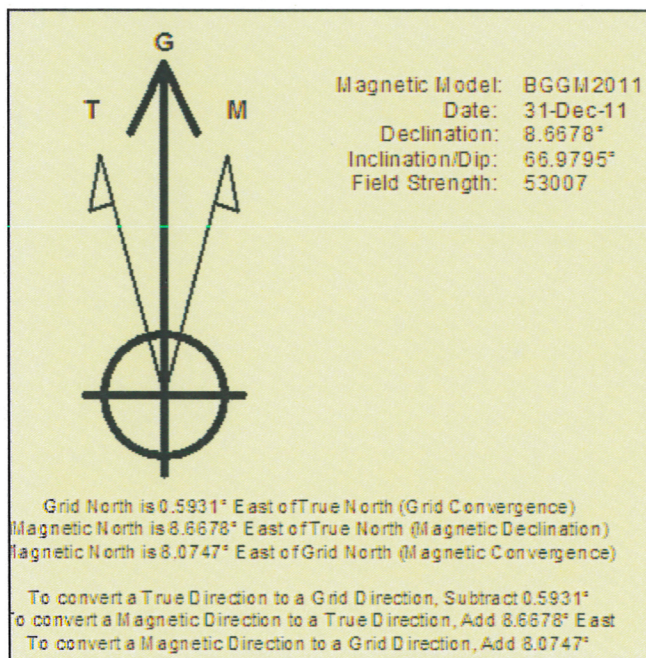 G
T M
Magnetic Model: BGGM2011
Date: 31-Dec-11
Declination: 8.6678°
Inclination/Dip: 66.9795°
Field Strength: 53007
Grid North is 0.5931° East of True North (Grid Convergence)
Magnetic North is 8.6678° East of True North (Magnetic Declination)
Magnetic North is 8.0747° East of Grid North (Magnetic Convergence)
To convert a True Direction to a Grid Direction, Subtract 0.5931°
To convert a Magnetic Direction to a True Direction, Add 8.6678° East
To convert a Magnetic Direction to a Grid Direction, Add 8.0747°